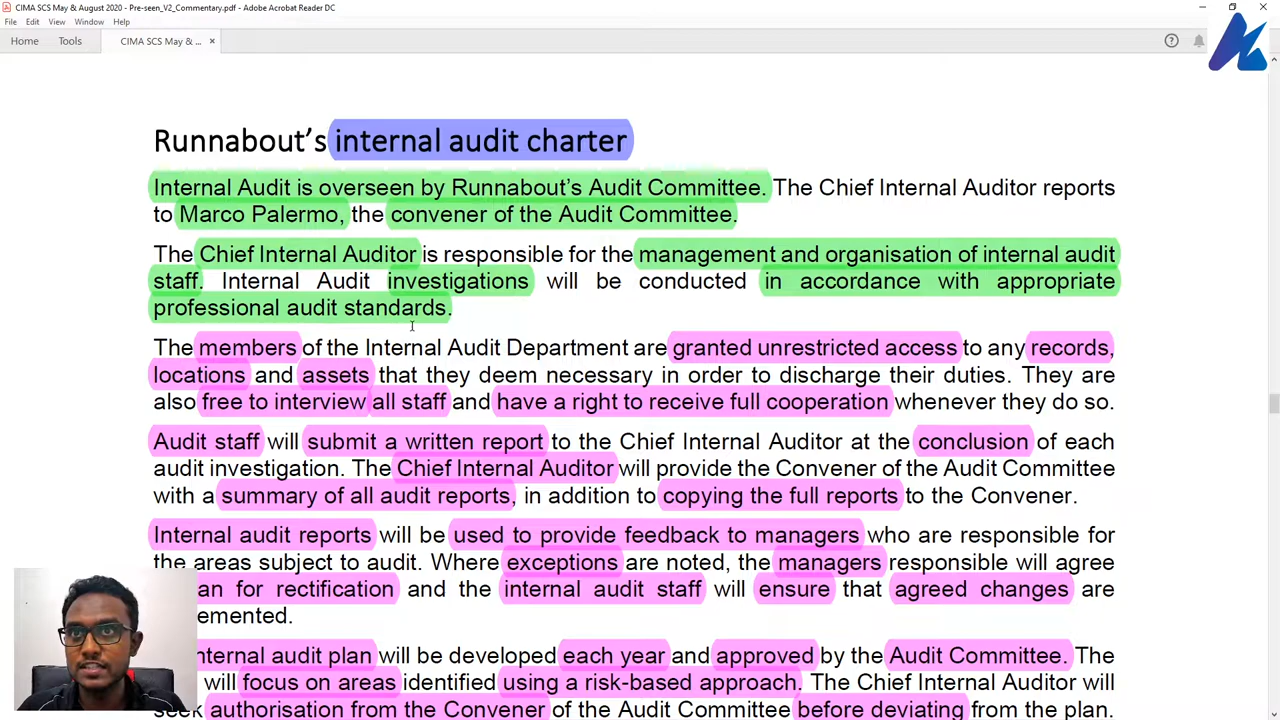 CIMA SCS May & August 2020 - Pre-seen_V2_Commentary.pdf - Adobe Acrobat Reader DC
File Edit View Window Help
Home Tools CIMA SCS May & ...
Runnabout's internal audit charter
Internal Audit is overseen by Runnabout's Audit Committee. The Chief Internal Auditor reports
to Marco Palermo, the convener of the Audit Committee.
The Chief Internal Auditor is responsible for the management and organisation of internal audit
staff. Internal Audit investigations will be conducted in accordance with appropriate
professional audit standards.
The members of the Internal Audit Department are granted unrestricted access to any records,
locations and assets that they deem necessary in order to discharge their duties. They are
also free to interview all staff and have a right to receive full cooperation whenever they do so.
Audit staff will submit a written report to the Chief Internal Auditor at the conclusion of each
audit investigation. The Chief Internal Auditor will provide the Convener of the Audit Committee
with a summary of all audit reports, in addition to copying the full reports to the Convener.
Internal audit reports will be used to provide feedback to managers who are responsible for
the areas subject to audit. Where exceptions are noted, the managers responsible will agree
an for rectification and the internal audit staff will ensure that agreed changes are
emented.
nternal audit plan will be developed each year and approved by the Audit Committee. The
will focus on areas identified using a risk-based approach. The Chief Internal Auditor will
authorisation from the Convener of the Audit Committee before deviating from the plan.